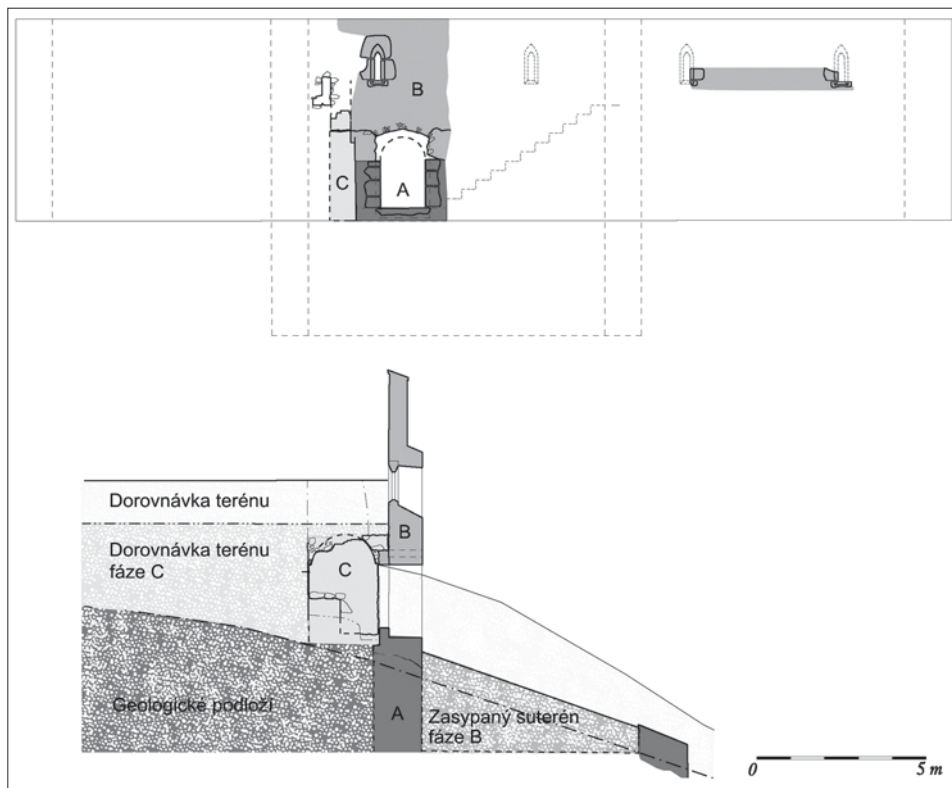 B
C
A
Dorovnávka terénu
B
Dorovnávka terénu
fáze C
C
Geologické podloží
A
Zasypaný suterén
fáze B
0 5 m